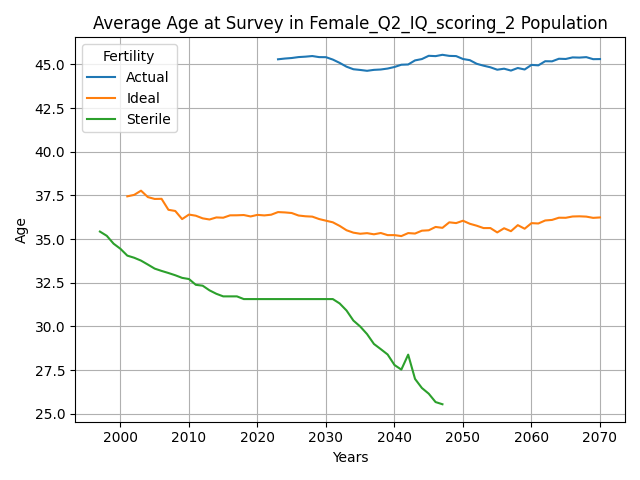 Average Age at Survey in Female_Q2_IQ_scoring_2 Population
Fertility
Actual
Ideal
Sterile
Age
45.0
42.5
40.0
37.5
35.0
32.5
30.0
27.5
25.0
2000 2010 2020 2030 2040 2050 2060 2070
Years